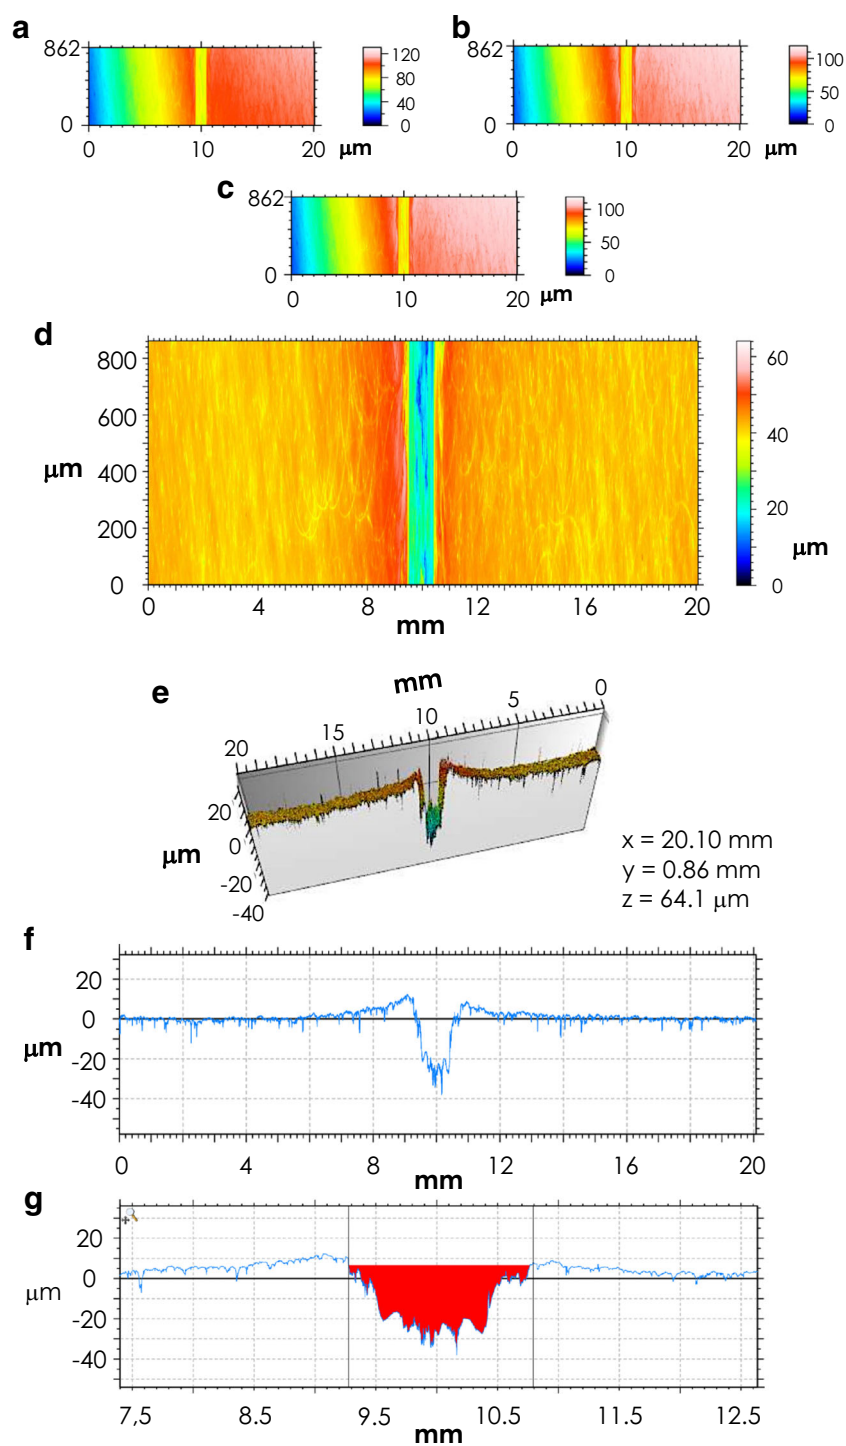 a
862
0
0 10 20 µm
120
80
40
0
b
862
0
0 10 20 µm
100
50
0
c
862
0
0 10 20 µm
100
50
0
d
800
600
µm
400
200
0
0 4 8 12 16 20
mm
60
40
20
µm
0
e
mm
20 15 10 5 0
20
0
µm
-20
-40
x = 20.10 mm
y = 0.86 mm
z = 64.1 µm
f
20
0
µm
-20
-40
0 4 8 12 16 20
mm
g
20
0
µm
-20
-40
7,5 8.5 9.5 10.5 11.5 12.5
mm